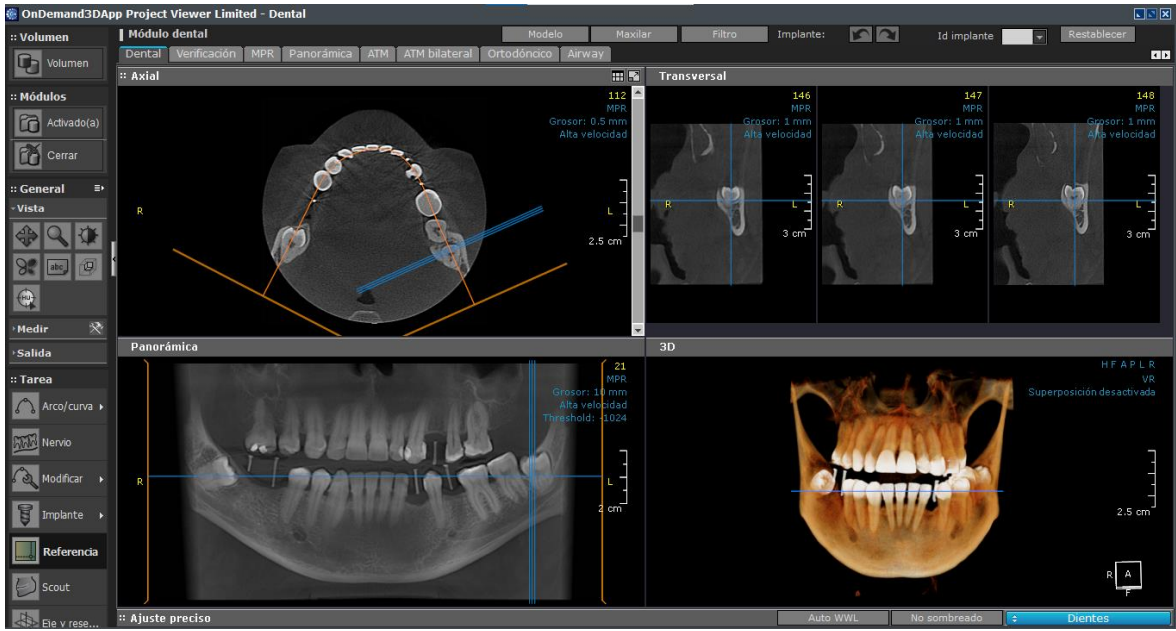 OnDemand3DApp Project Viewer Limited - Dental
:: Volumen
Volumen
:: Módulos
Activado(a)
Cerrar
:: General
Vista
abc
HU
Medir
Salida
:: Tarea
Arco/curva
Nervio
Modificar
Implante
Referencia
Scout
Eje y rese...
Módulo dental
Modelo
Maxilar
Filtro
Implante:
Id implante
Restablecer
Dental
Verificación
MPR
Panorámica
ATM
ATM bilateral
Ortodóncico
Airway
:: Axial
112
MPR
Grosor: 0.5 mm
Alta velocidad
R
L
2.5 cm
Transversal
146
MPR
Grosor: 1 mm
Alta velocidad
R
L
3 cm
147
MPR
Grosor: 1 mm
Alta velocidad
R
L
3 cm
148
MPR
Grosor: 1 mm
Alta velocidad
R
L
3 cm
Panorámica
21
MPR
Grosor: 10 mm
Alta velocidad
Threshold: -1024
R
L
2 cm
3D
H F A P L R
VR
Superposición desactivada
2.5 cm
R
A
F
:: Ajuste preciso
Auto WWL
No sombreado
Dientes